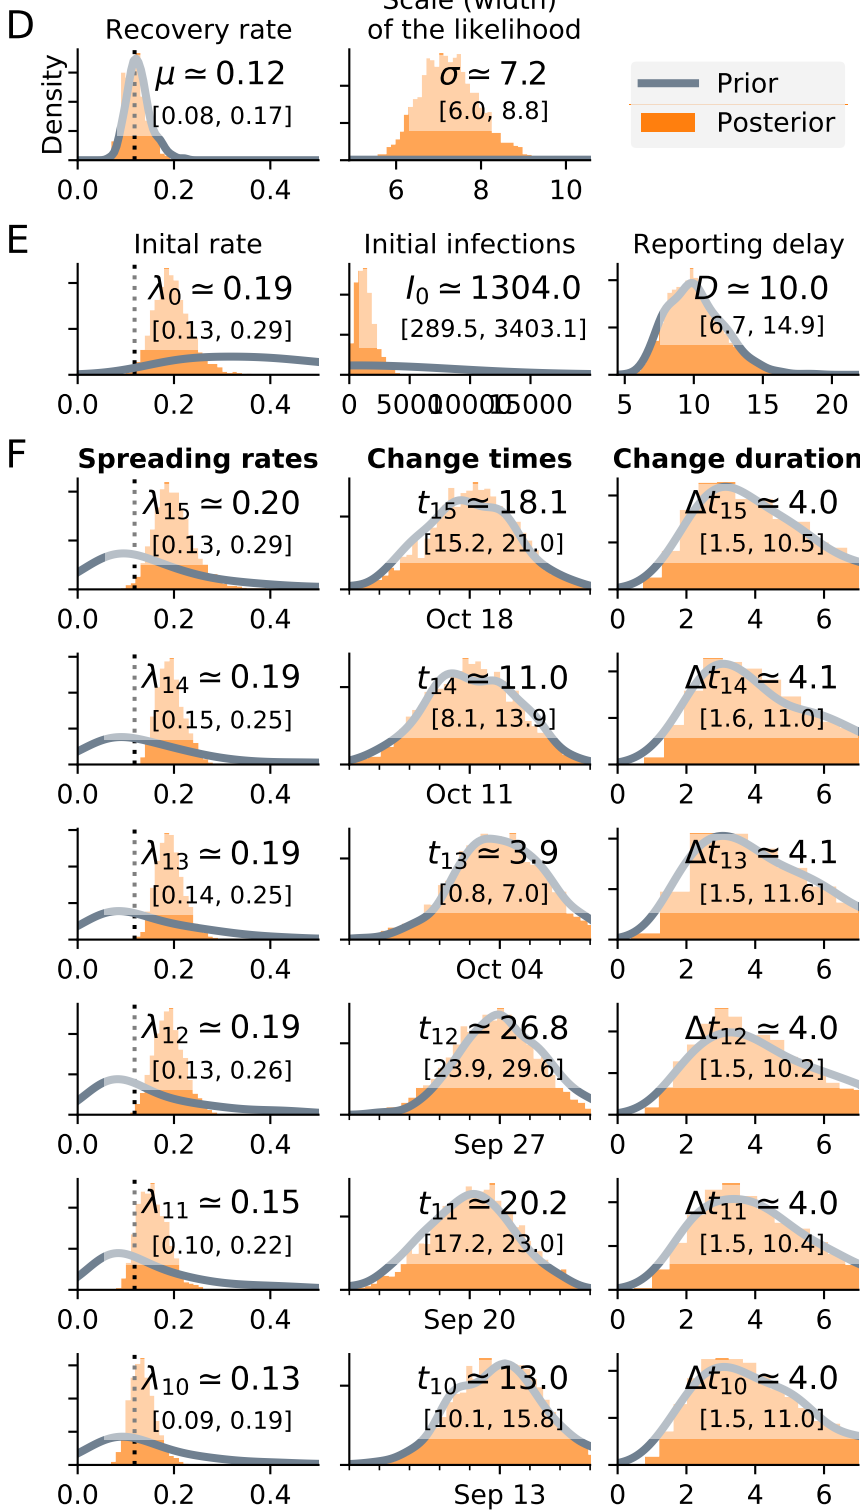 D
Recovery rate
Scale (width)
of the likelihood
Density
μ ≃ 0.12
[0.08, 0.17]
σ ≃ 7.2
[6.0, 8.8]
Prior
Posterior
0.0 0.2 0.4
6 8 10
E
Inital rate
Initial infections
Reporting delay
λ0 ≃ 0.19
[0.13, 0.29]
I0 ≃ 1304.0
[289.5, 3403.1]
D ≃ 10.0
[6.7, 14.9]
0.0 0.2 0.4
0 5000 10000 15000
5 10 15 20
F
Spreading rates
Change times
Change duration
λ15 ≃ 0.20
[0.13, 0.29]
t15 ≃ 18.1
[15.2, 21.0]
Δt15 ≃ 4.0
[1.5, 10.5]
0.0 0.2 0.4
Oct 18
0 2 4 6
λ14 ≃ 0.19
[0.15, 0.25]
t14 ≃ 11.0
[8.1, 13.9]
Δt14 ≃ 4.1
[1.6, 11.0]
0.0 0.2 0.4
Oct 11
0 2 4 6
λ13 ≃ 0.19
[0.14, 0.25]
t13 ≃ 3.9
[0.8, 7.0]
Δt13 ≃ 4.1
[1.5, 11.6]
0.0 0.2 0.4
Oct 04
0 2 4 6
λ12 ≃ 0.19
[0.13, 0.26]
t12 ≃ 26.8
[23.9, 29.6]
Δt12 ≃ 4.0
[1.5, 10.2]
0.0 0.2 0.4
Sep 27
0 2 4 6
λ11 ≃ 0.15
[0.10, 0.22]
t11 ≃ 20.2
[17.2, 23.0]
Δt11 ≃ 4.0
[1.5, 10.4]
0.0 0.2 0.4
Sep 20
0 2 4 6
λ10 ≃ 0.13
[0.09, 0.19]
t10 ≃ 13.0
[10.1, 15.8]
Δt10 ≃ 4.0
[1.5, 11.0]
0.0 0.2 0.4
Sep 13
0 2 4 6